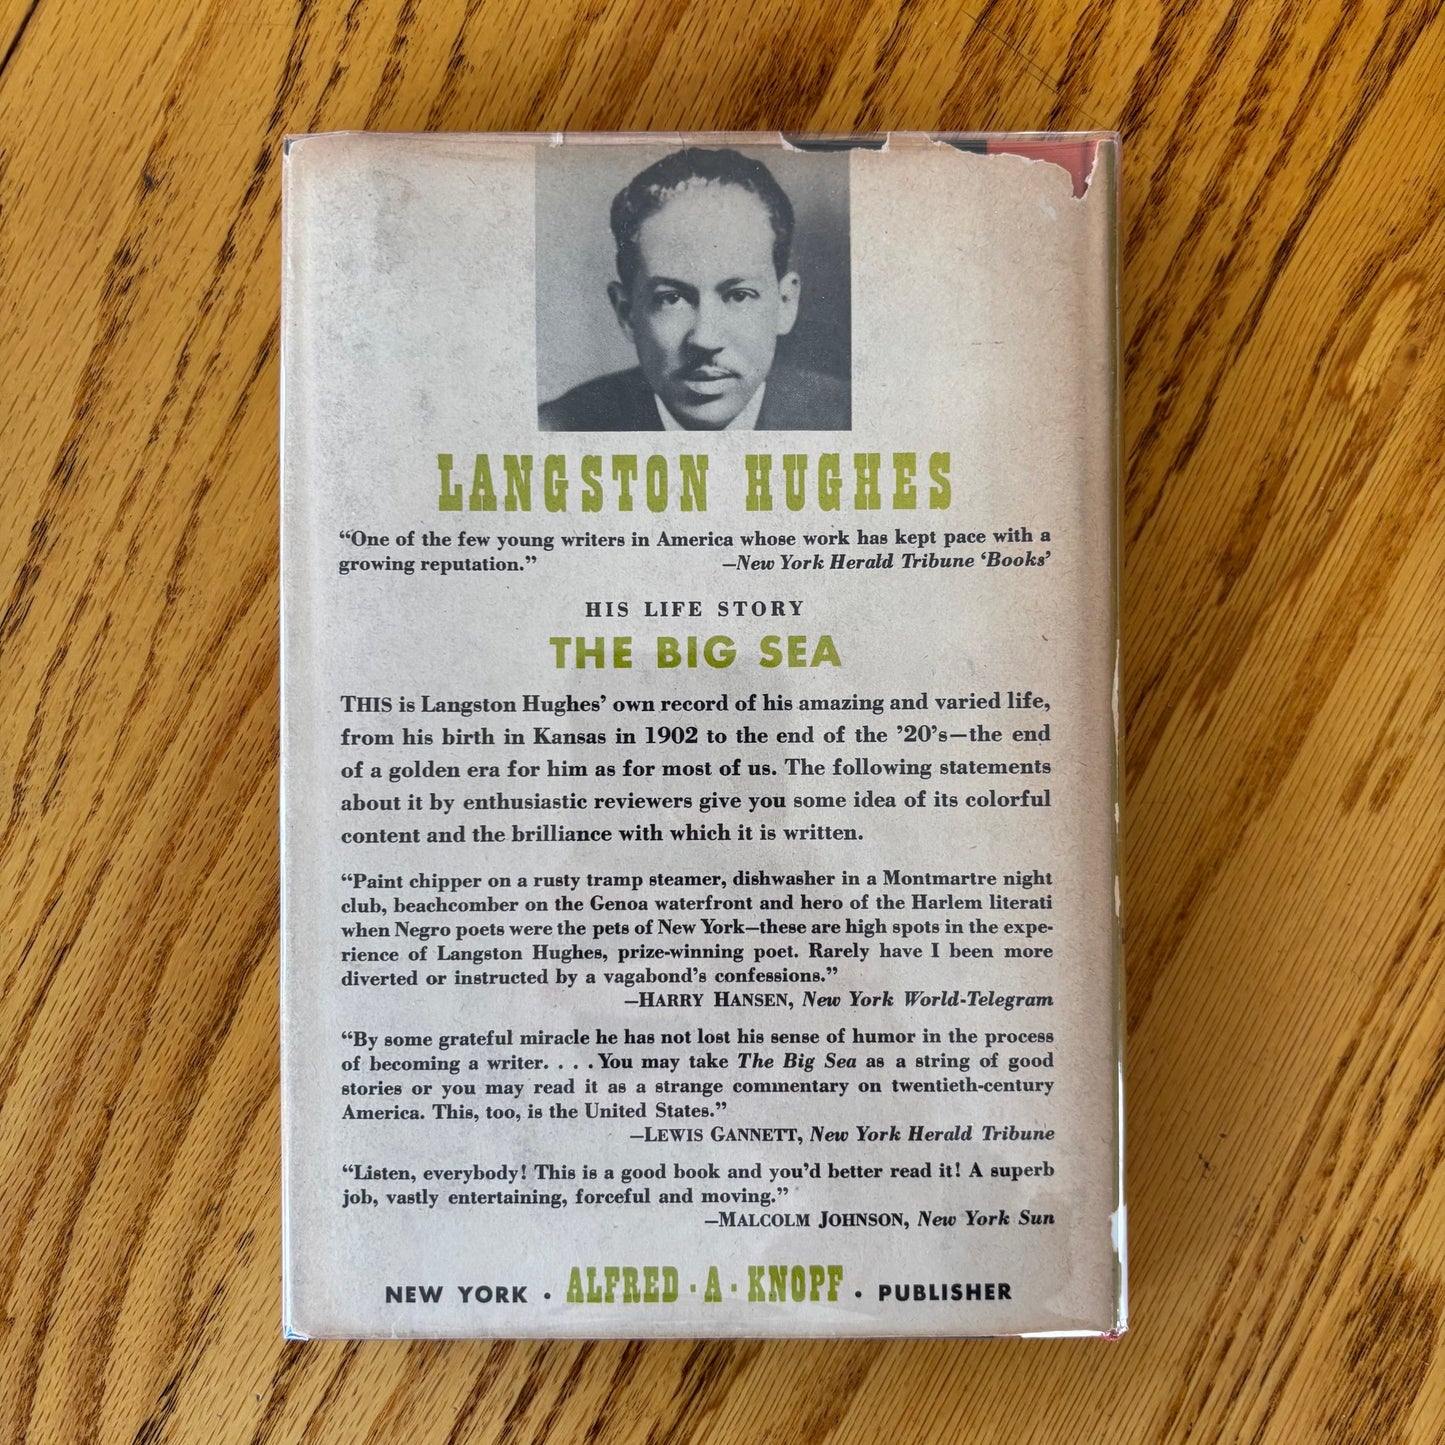 LANGSTON HUGHES
“One of the few young writers in America whose work has kept pace with a
growing reputation.” —New York Herald Tribune ‘Books’
HIS LIFE STORY
THE BIG SEA
THIS is Langston Hughes’ own record of his amazing and varied life,
from his birth in Kansas in 1902 to the end of the ’20’s—the end
of a golden era for him as for most of us. The following statements
about it by enthusiastic reviewers give you some idea of its colorful
content and the brilliance with which it is written.
“Paint chipper on a rusty tramp steamer, dishwasher in a Montmartre night
club, beachcomber on the Genoa waterfront and hero of the Harlem literati
when Negro poets were the pets of New York—these are high spots in the expe-
rience of Langston Hughes, prize-winning poet. Rarely have I been more
diverted or instructed by a vagabond’s confessions.”
—HARRY HANSEN, New York World-Telegram
“By some grateful miracle he has not lost his sense of humor in the process
of becoming a writer. . . . You may take The Big Sea as a string of good
stories or you may read it as a strange commentary on twentieth-century
America. This, too, is the United States.”
—LEWIS GANNETT, New York Herald Tribune
“Listen, everybody! This is a good book and you’d better read it! A superb
job, vastly entertaining, forceful and moving.”
—MALCOLM JOHNSON, New York Sun
NEW YORK · ALFRED · A · KNOPF · PUBLISHER